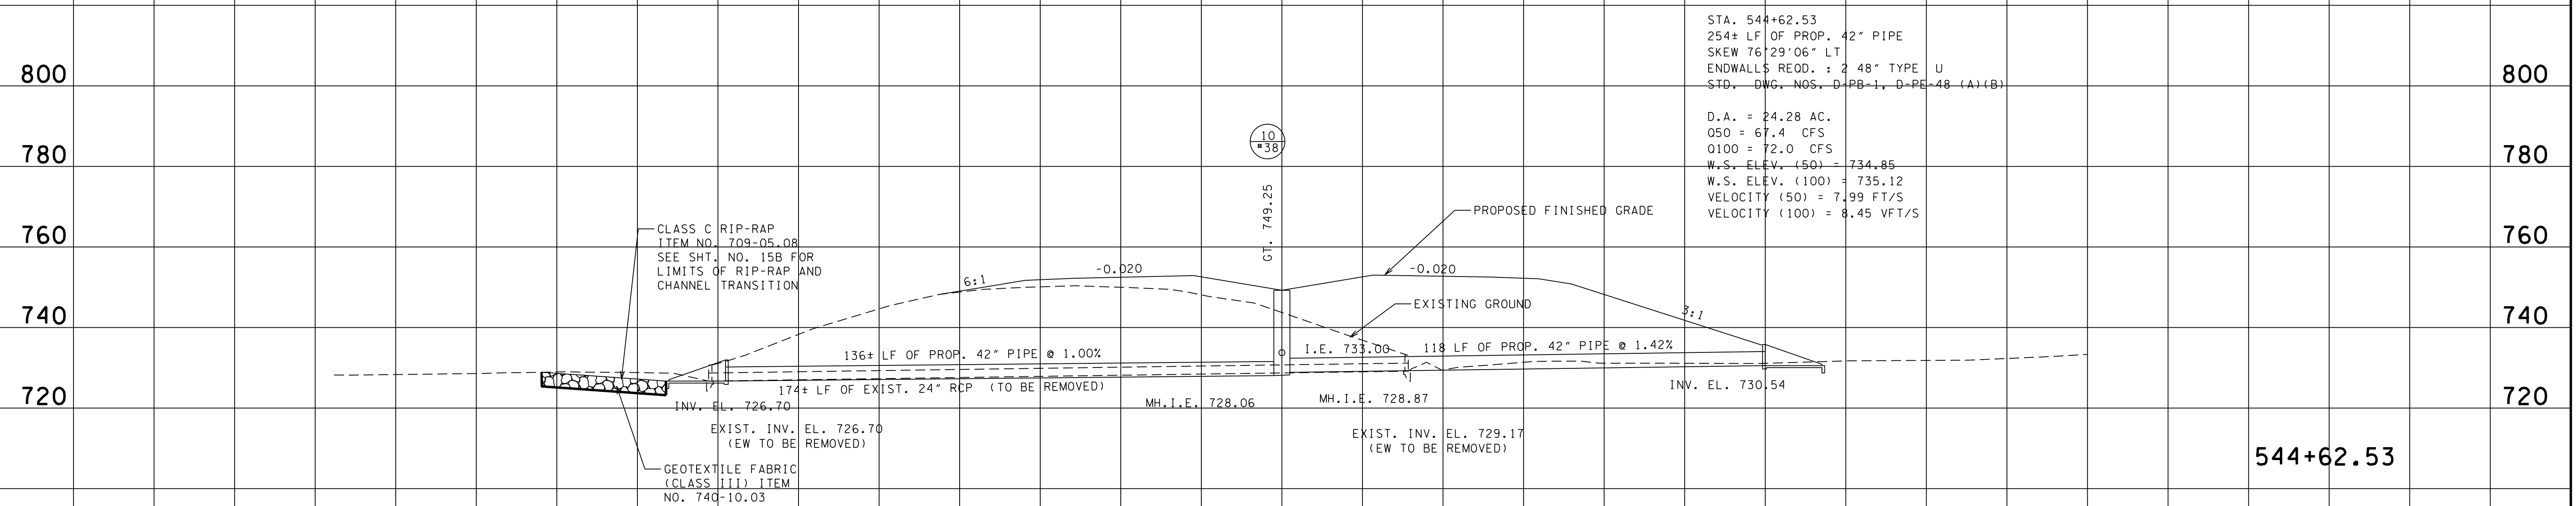 STA. 544+62.53
254± LF OF PROP. 42" PIPE
SKEW 76°29'06" LT
ENDWALLS REQD. : 2 48" TYPE U
STD. DWG. NOS. D-PB-1, D-PE-48 (A)(B)
D.A. = 24.28 AC.
Q50 = 67.4 CFS
Q100 = 72.0 CFS
W.S. ELEV. (50) = 734.85
W.S. ELEV. (100) = 735.12
VELOCITY (50) = 7.99 FT/S
VELOCITY (100) = 8.45 VFT/S
800
800
780
780
760
760
740
740
720
720
10
"38
GT. 749.25
CLASS C RIP-RAP
ITEM NO. 709-05.08
SEE SHT. NO. 15B FOR
LIMITS OF RIP-RAP AND
CHANNEL TRANSITION
PROPOSED FINISHED GRADE
6:1
-0.020
-0.020
EXISTING GROUND
3:1
136± LF OF PROP. 42" PIPE @ 1.00%
I.E. 733.00
118 LF OF PROP. 42" PIPE @ 1.42%
174± LF OF EXIST. 24" RCP (TO BE REMOVED)
INV. EL. 726.70
MH.I.E. 728.06
MH.I.E. 728.87
INV. EL. 730.54
EXIST. INV. EL. 726.70
(EW TO BE REMOVED)
EXIST. INV. EL. 729.17
(EW TO BE REMOVED)
GEOTEXTILE FABRIC
(CLASS III) ITEM
NO. 740-10.03
544+62.53